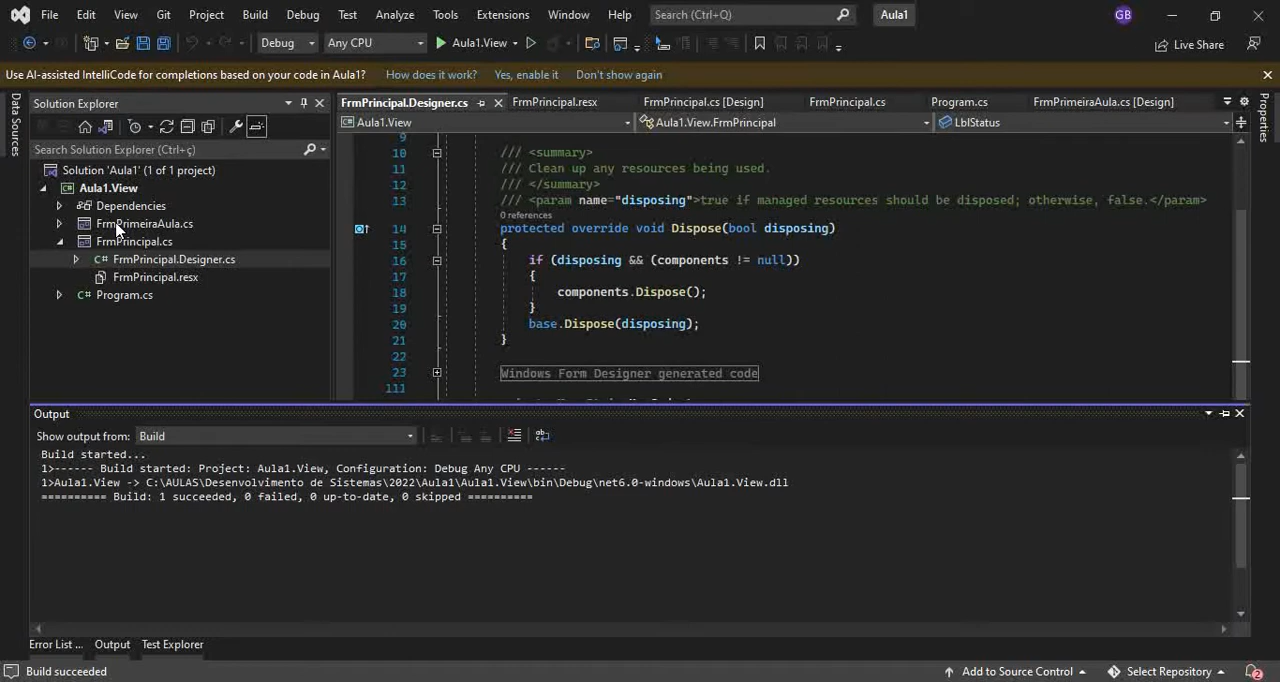 File Edit View Git Project Build Debug Test Analyze Tools Extensions Window Help Search (Ctrl+Q) Aula1 GB
Debug Any CPU Aula1.View Live Share
Use AI-assisted IntelliCode for completions based on your code in Aula1? How does it work? Yes, enable it Don't show again
Data Sources
Solution Explorer
Search Solution Explorer (Ctrl+ç)
Solution 'Aula1' (1 of 1 project)
Aula1.View
Dependencies
FrmPrimeiraAula.cs
FrmPrincipal.cs
FrmPrincipal.Designer.cs
FrmPrincipal.resx
Program.cs
FrmPrincipal.Designer.cs FrmPrincipal.resx FrmPrincipal.cs [Design] FrmPrincipal.cs Program.cs FrmPrimeiraAula.cs [Design]
Aula1.View Aula1.View.FrmPrincipal LblStatus
9
10 /// <summary>
11 /// Clean up any resources being used.
12 /// </summary>
13 /// <param name="disposing">true if managed resources should be disposed; otherwise, false.</param>
0 references
14 protected override void Dispose(bool disposing)
15 {
16 if (disposing && (components != null))
17 {
18 components.Dispose();
19 }
20 base.Dispose(disposing);
21 }
22
23 Windows Form Designer generated code
111
Properties
Output
Show output from: Build
Build started...
1>------ Build started: Project: Aula1.View, Configuration: Debug Any CPU ------
1>Aula1.View -> C:\AULAS\Desenvolvimento de Sistemas\2022\Aula1\Aula1.View\bin\Debug\net6.0-windows\Aula1.View.dll
========== Build: 1 succeeded, 0 failed, 0 up-to-date, 0 skipped ==========
Error List ... Output Test Explorer
Build succeeded Add to Source Control Select Repository 2